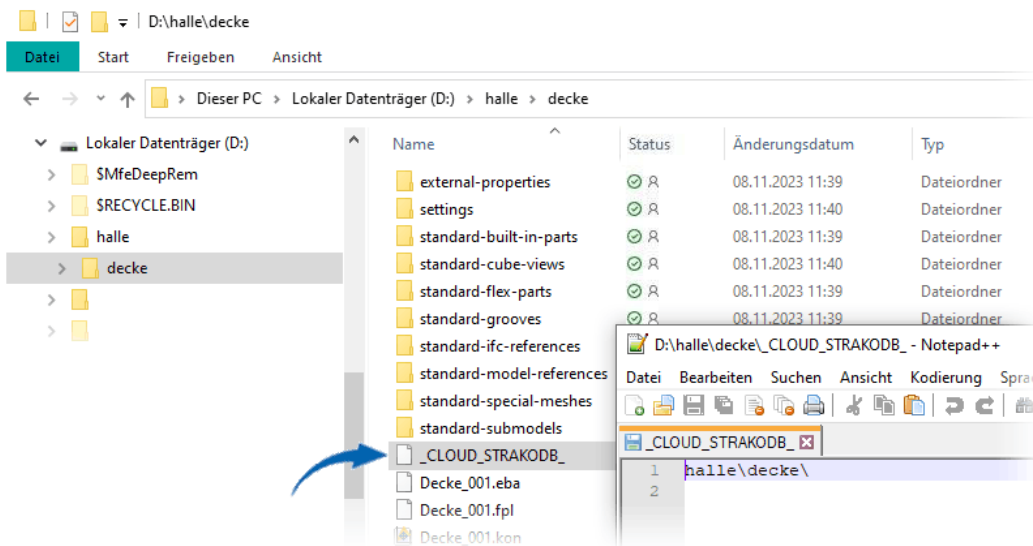 D:\halle\decke
Datei Start Freigeben Ansicht
Dieser PC > Lokaler Datenträger (D:) > halle > decke
Lokaler Datenträger (D:)
$MfeDeepRem
$RECYCLE.BIN
halle
decke
Name Status Änderungsdatum Typ
external-properties 08.11.2023 11:39 Dateiordner
settings 08.11.2023 11:40 Dateiordner
standard-built-in-parts 08.11.2023 11:39 Dateiordner
standard-cube-views 08.11.2023 11:40 Dateiordner
standard-flex-parts 08.11.2023 11:39 Dateiordner
standard-grooves 08.11.2023 11:39 Dateiordner
standard-ifc-references
standard-model-references
standard-special-meshes
standard-submodels
_CLOUD_STRAKODB_
Decke_001.eba
Decke_001.fpl
Decke_001.kon
D:\halle\decke\_CLOUD_STRAKODB_ - Notepad++
Datei Bearbeiten Suchen Ansicht Kodierung Spra
_CLOUD_STRAKODB_
1 halle\decke\
2